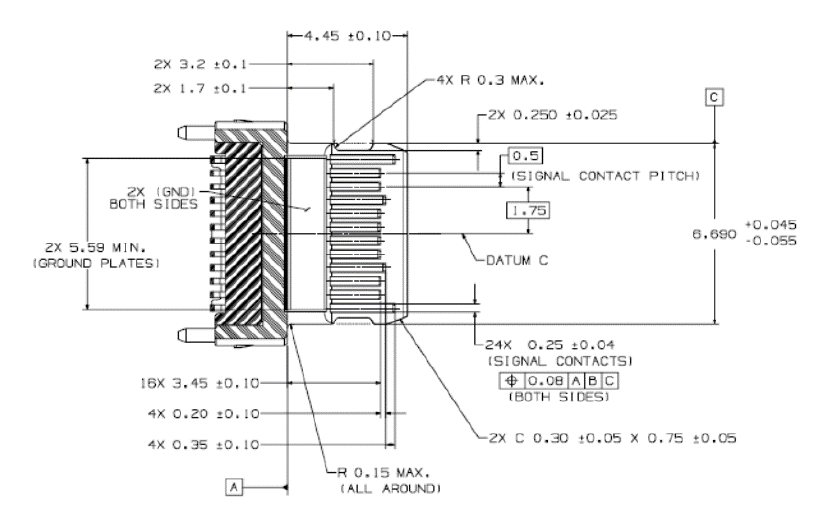 4.45 ±0.10
2X 3.2 ±0.1
4X R 0.3 MAX.
2X 1.7 ±0.1
C
2X 0.250 ±0.025
0.5
(SIGNAL CONTACT PITCH)
2X (GND)
BOTH SIDES
1.75
6.690 +0.045
-0.055
2X 5.59 MIN.
(GROUND PLATES)
DATUM C
24X 0.25 ±0.04
(SIGNAL CONTACTS)
⌖ 0.08 A B C
(BOTH SIDES)
16X 3.45 ±0.10
4X 0.20 ±0.10
4X 0.35 ±0.10
2X C 0.30 ±0.05 X 0.75 ±0.05
R 0.15 MAX.
(ALL AROUND)
A